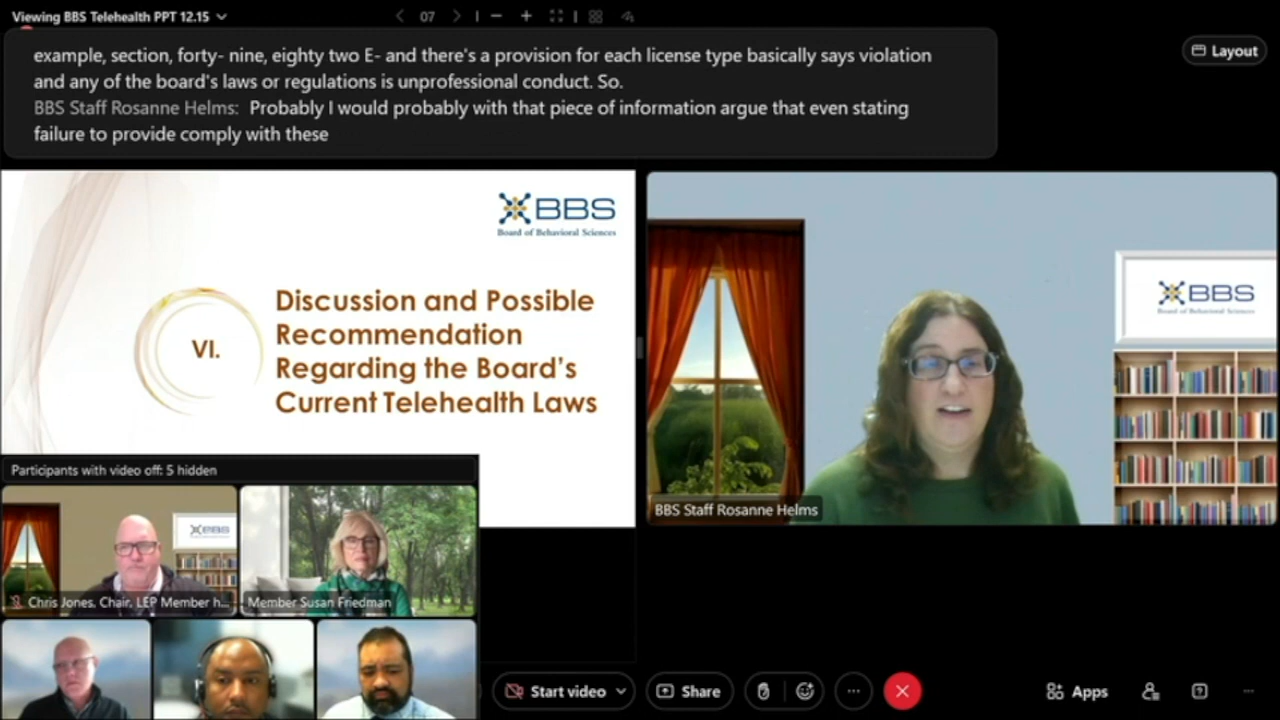 Viewing BBS Telehealth PPT 12.15
07
example, section, forty- nine, eighty two E- and there's a provision for each license type basically says violation
and any of the board's laws or regulations is unprofessional conduct. So.
BBS Staff Rosanne Helms: Probably I would probably with that piece of information argue that even stating
failure to provide comply with these
Layout
BBS
Board of Behavioral Sciences
VI.
Discussion and Possible
Recommendation
Regarding the Board's
Current Telehealth Laws
BBS
Board of Behavioral Sciences
BBS Staff Rosanne Helms
Participants with video off: 5 hidden
BBS
Chris Jones, Chair, LEP Member h...
Member Susan Friedman
Start video
Share
Apps